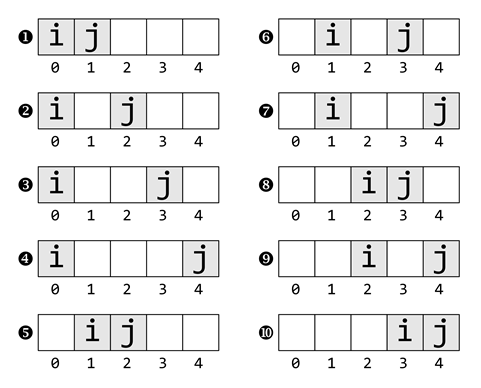 ❶ i j
0 1 2 3 4
❷ i j
0 1 2 3 4
❸ i j
0 1 2 3 4
❹ i j
0 1 2 3 4
❺ i j
0 1 2 3 4
❻ i j
0 1 2 3 4
❼ i j
0 1 2 3 4
❽ i j
0 1 2 3 4
❾ i j
0 1 2 3 4
❿ i j
0 1 2 3 4